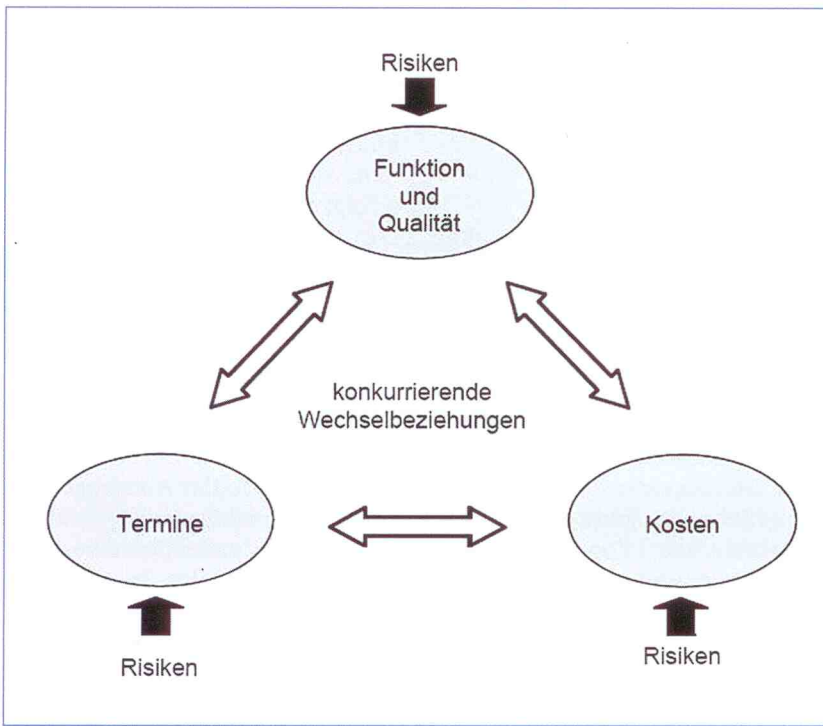 Risiken
Funktion
und
Qualität
konkurrierende
Wechselbeziehungen
Termine
Kosten
Risiken
Risiken